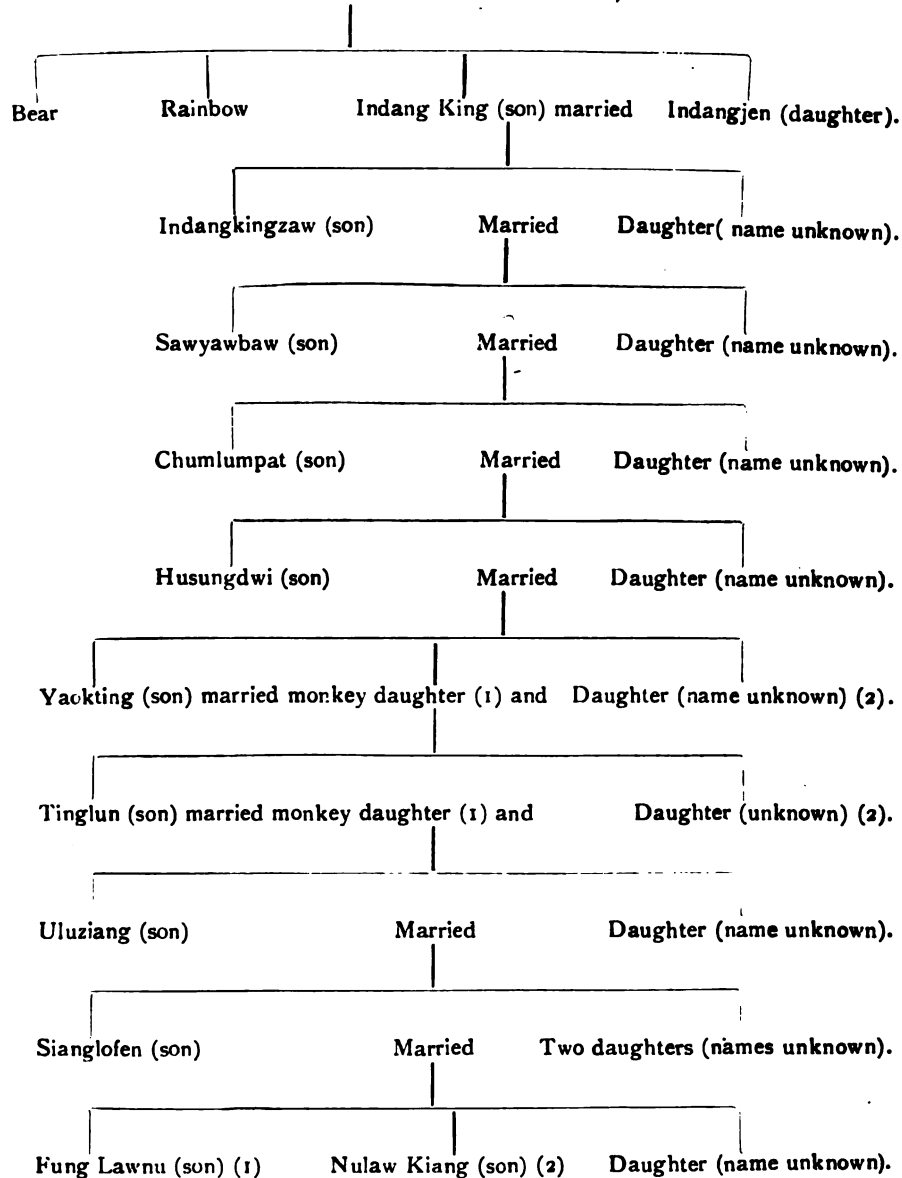 Bear Rainbow Indang King (son) married Indangjen (daughter).
Indangkingzaw (son) Married Daughter( name unknown).
Sawyawbaw (son) Married Daughter (name unknown).
Chumlumpat (son) Married Daughter (name unknown).
Husungdwi (son) Married Daughter (name unknown).
Yaokting (son) married monkey daughter (1) and Daughter (name unknown) (2).
Tinglun (son) married monkey daughter (1) and Daughter (unknown) (2).
Uluziang (son) Married Daughter (name unknown).
Sianglofen (son) Married Two daughters (names unknown).
Fung Lawnu (son) (1) Nulaw Kiang (son) (2) Daughter (name unknown).